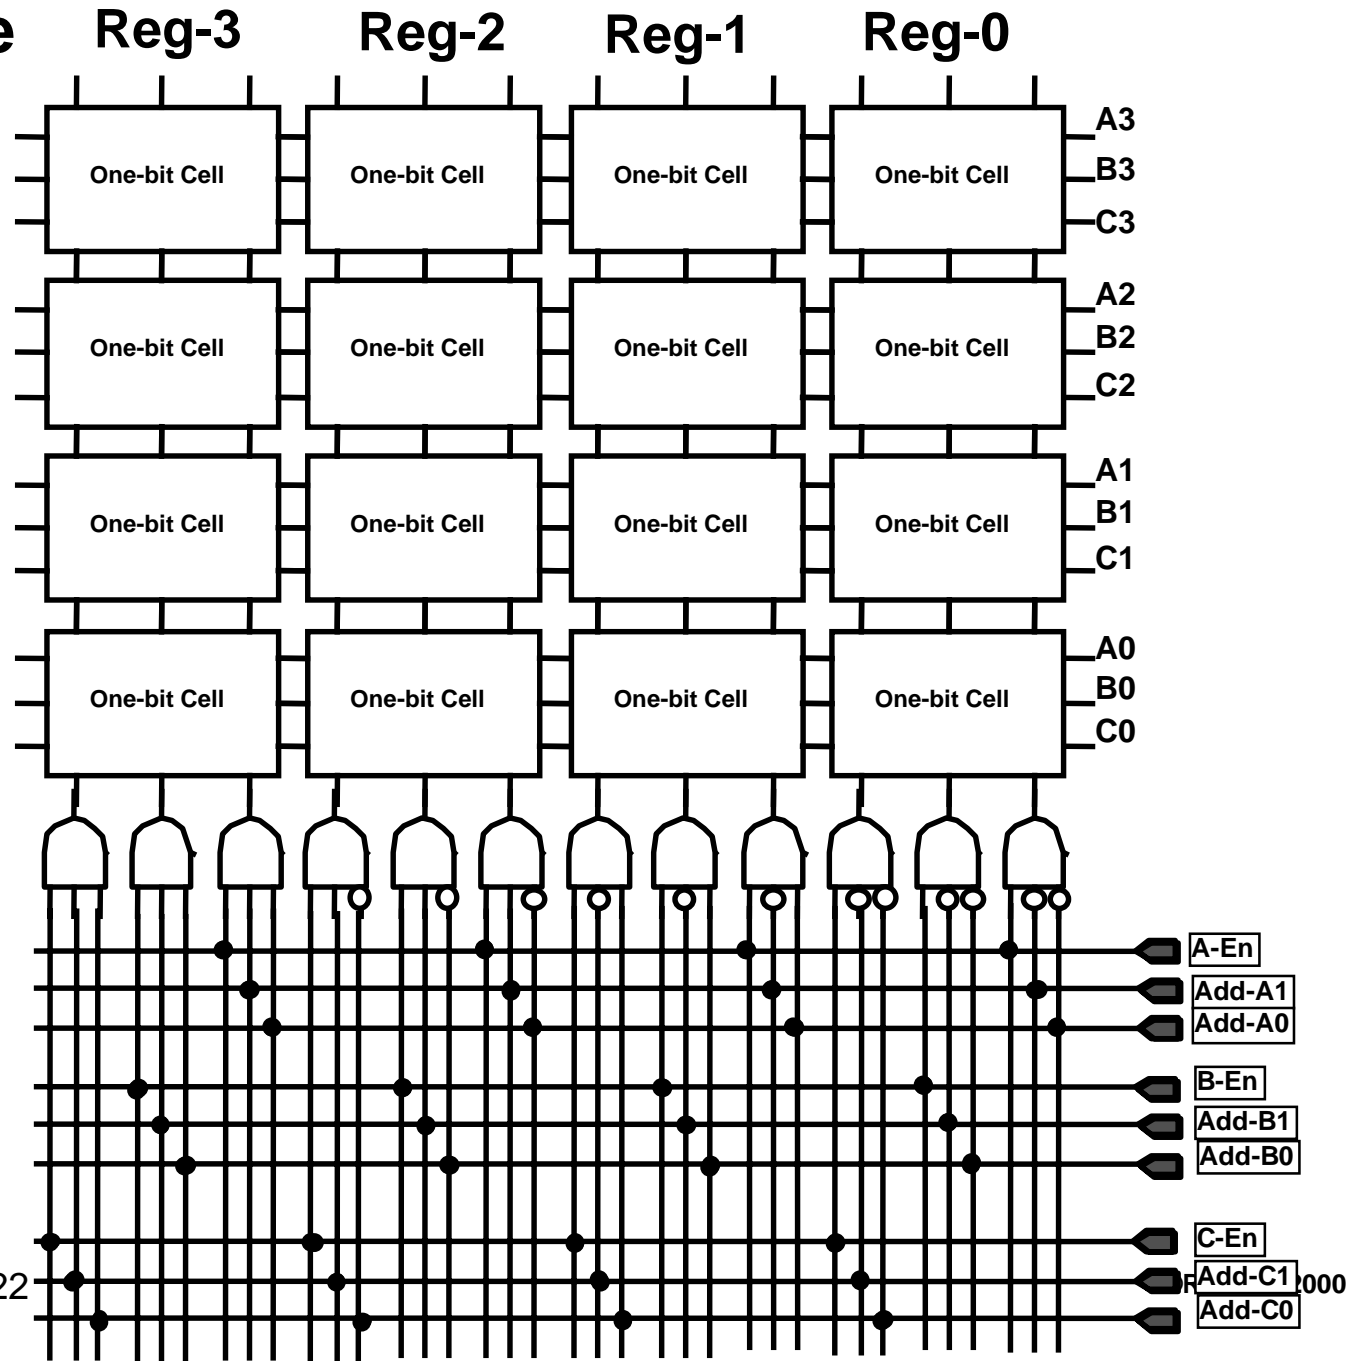 e Reg-3 Reg-2 Reg-1 Reg-0
A3
One-bit Cell One-bit Cell One-bit Cell One-bit Cell B3
C3
A2
One-bit Cell One-bit Cell One-bit Cell One-bit Cell B2
C2
A1
One-bit Cell One-bit Cell One-bit Cell One-bit Cell B1
C1
A0
One-bit Cell One-bit Cell One-bit Cell One-bit Cell B0
C0
A-En
Add-A1
Add-A0
B-En
Add-B1
Add-B0
C-En
22 Add-C1 2000
Add-C0